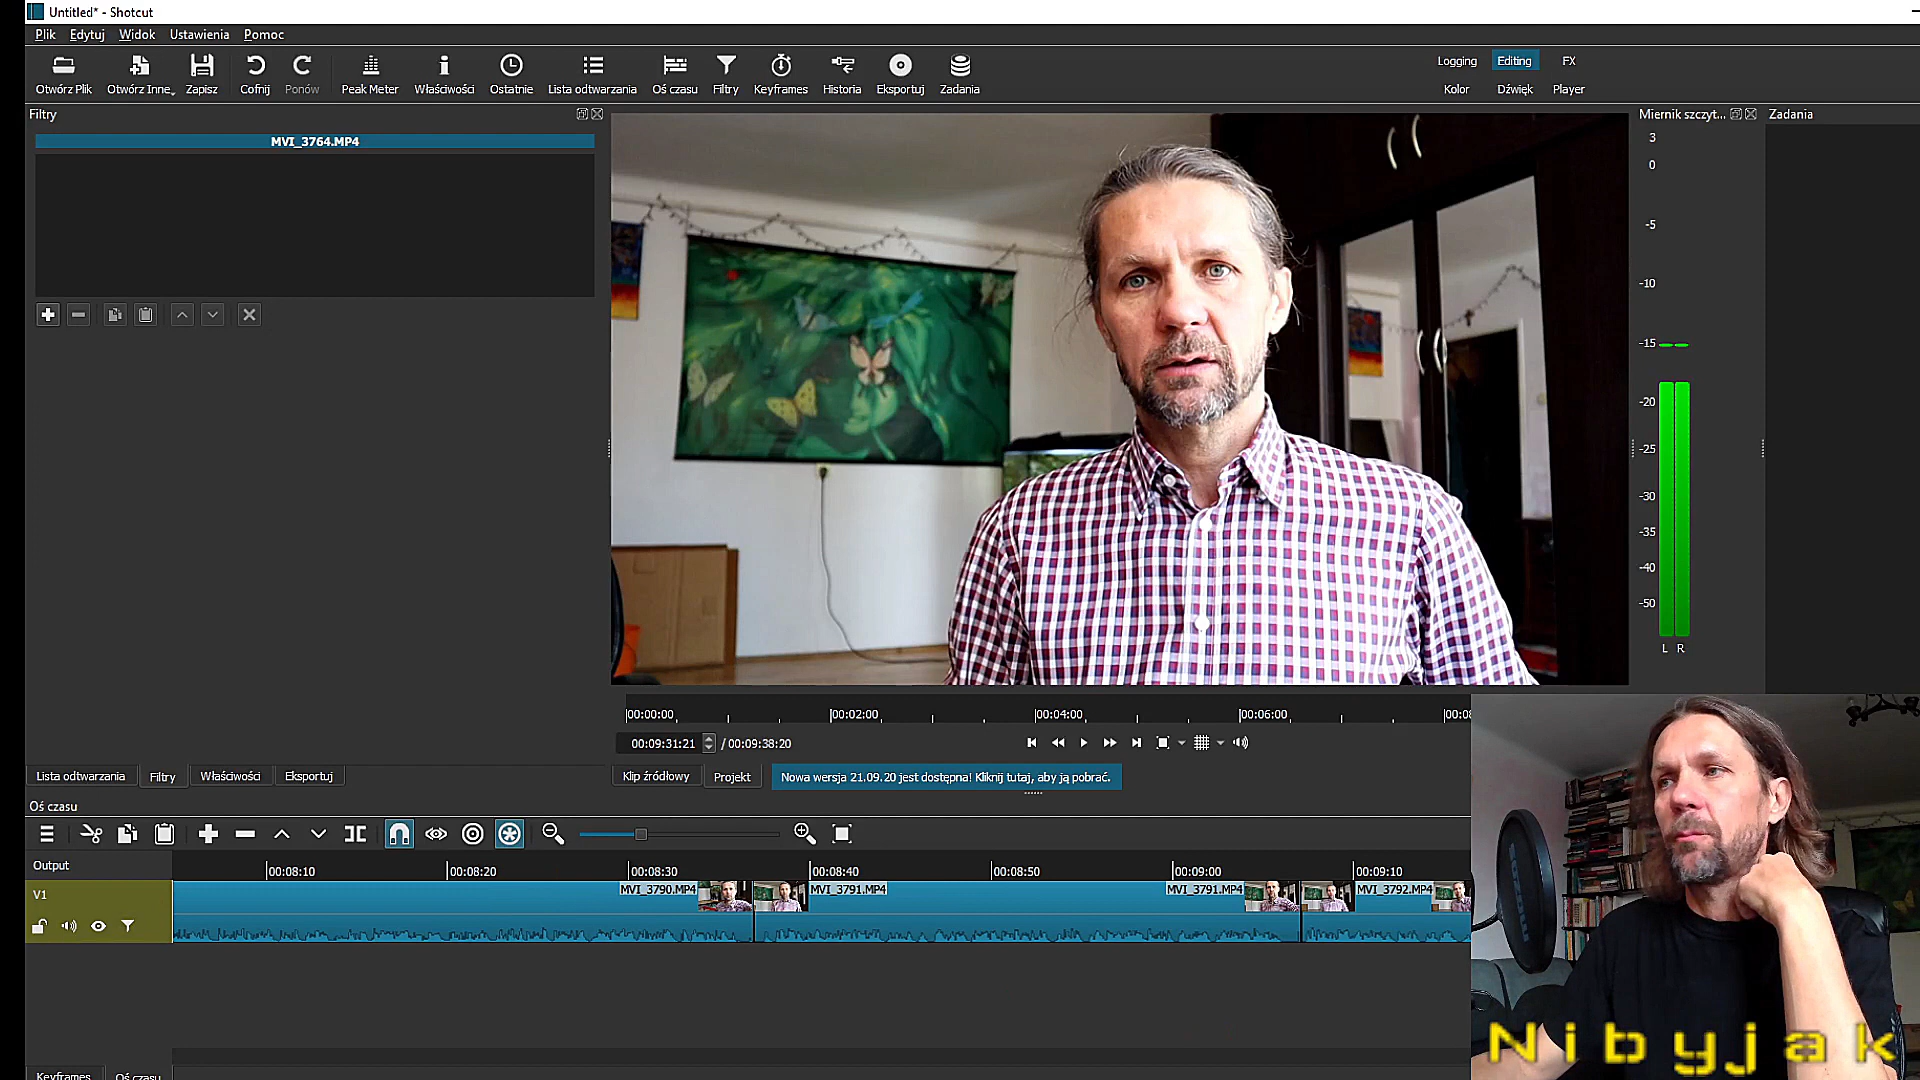 Untitled* - Shotcut
Plik Edytuj Widok Ustawienia Pomoc
Otwórz Plik Otwórz Inne Zapisz Cofnij Ponów Peak Meter Właściwości Ostatnie Lista odtwarzania Oś czasu Filtry Keyframes Historia Eksportuj Zadania
Logging Editing FX
Kolor Dźwięk Player
Filtry
MVI_3764.MP4
Miernik szczyt...
Zadania
3
0
-5
-10
-15
-20
-25
-30
-35
-40
-50
L R
00:00:00 00:02:00 00:04:00 00:06:00
00:09:31:21 / 00:09:38:20
Lista odtwarzania Filtry Właściwości Eksportuj
Klip źródłowy Projekt Nowa wersja 21.09.20 jest dostępna! Kliknij tutaj, aby ją pobrać.
Oś czasu
Output
00:08:10 00:08:20 00:08:30 00:08:40 00:08:50 00:09:00 00:09:10
V1
MVI_3790.MP4 MVI_3791.MP4 MVI_3791.MP4 MVI_3792.MP4
Nibyjak
Keyframes Oś czasu